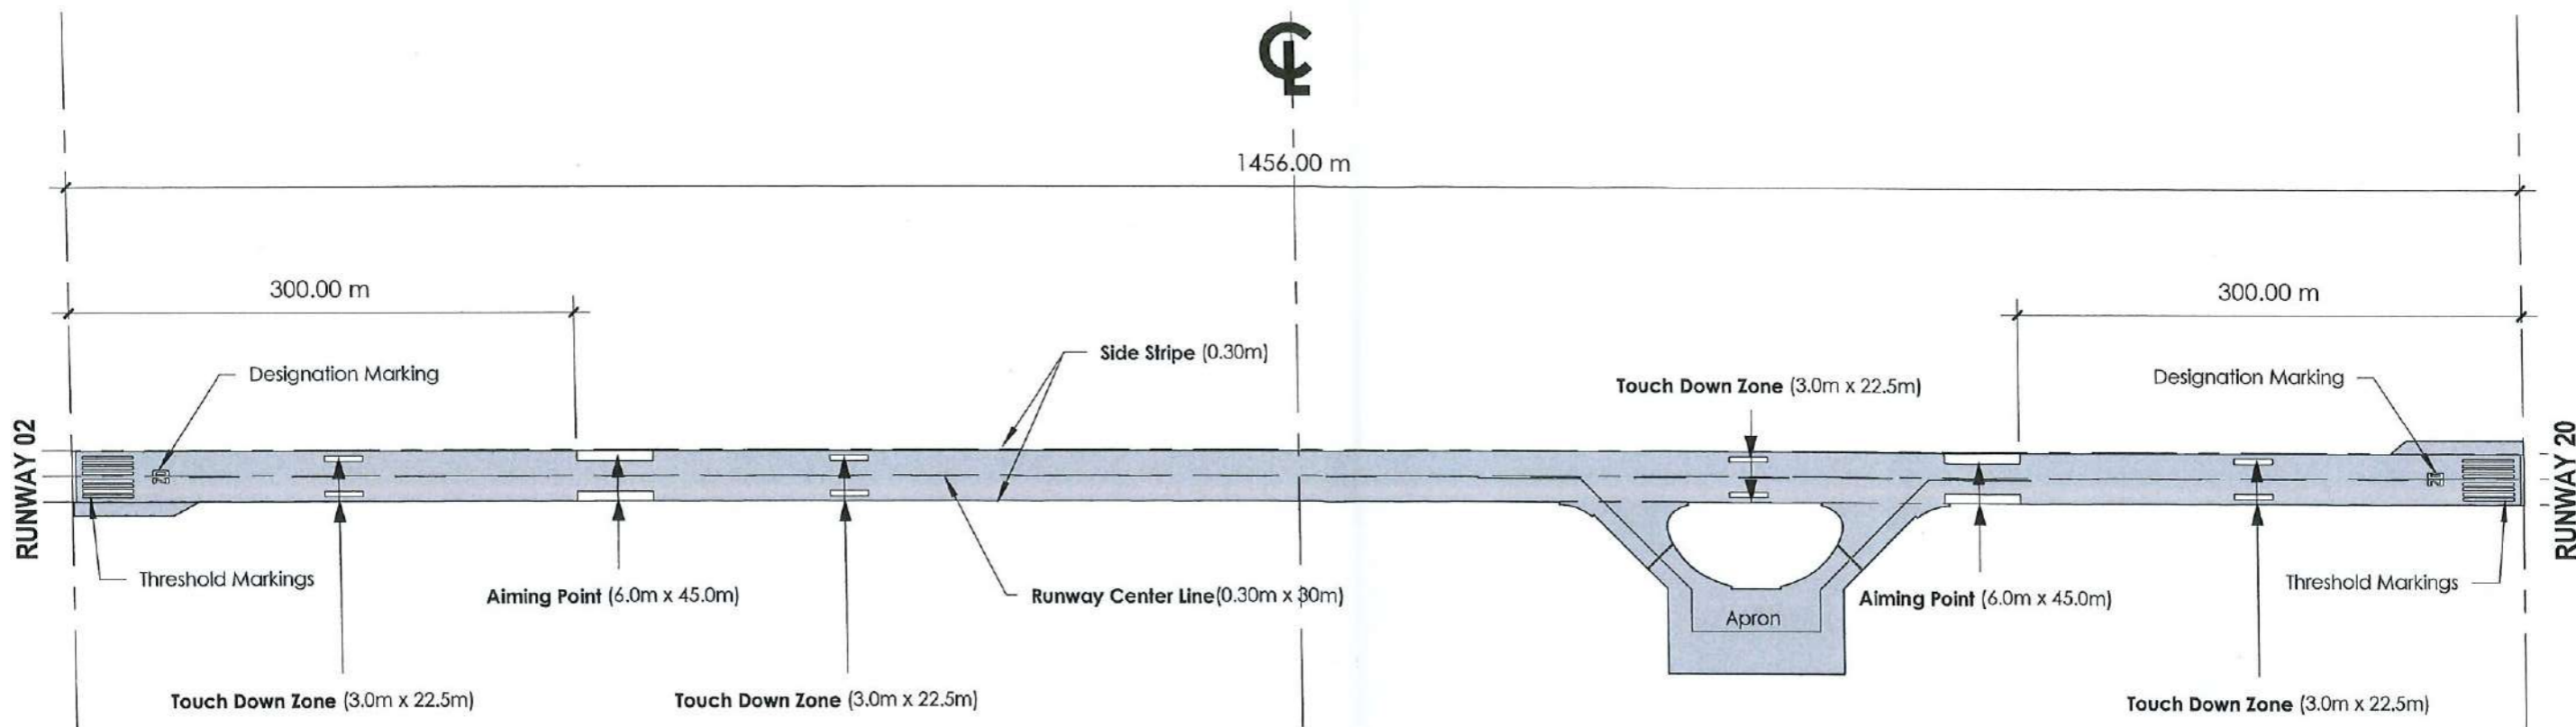 ℄
1456.00 m
300.00 m
300.00 m
Side Stripe (0.30m)
Designation Marking
Touch Down Zone (3.0m x 22.5m)
Designation Marking
RUNWAY 02
RUNWAY 20
20
20
Threshold Markings
Aiming Point (6.0m x 45.0m)
Runway Center Line(0.30m x 30m)
Apron
Aiming Point (6.0m x 45.0m)
Threshold Markings
Touch Down Zone (3.0m x 22.5m)
Touch Down Zone (3.0m x 22.5m)
Touch Down Zone (3.0m x 22.5m)